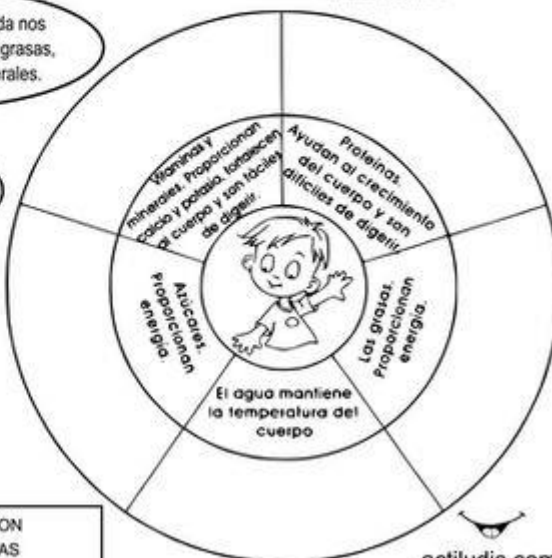 da nos
grasas,
rales.
Vitaminas y
minerales. Proporcionan
calcio y potasio, fortalecen
al cuerpo y son fáciles
de digerir.
Proteínas.
Ayudan al crecimiento
del cuerpo y son
difíciles de digerir.
Azúcares.
Proporcionan
energía.
Las grasas.
Proporcionan
energía.
El agua mantiene
la temperatura del
cuerpo
ON
AS
actiludis.com